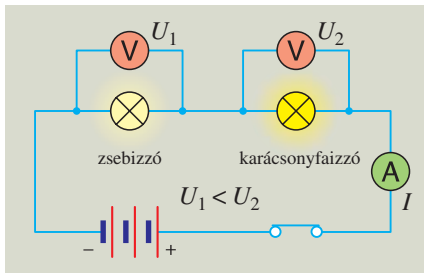 U₁ U₂
V V
zsebizzó karácsonyfaizzó
A
U₁ < U₂ I
– +